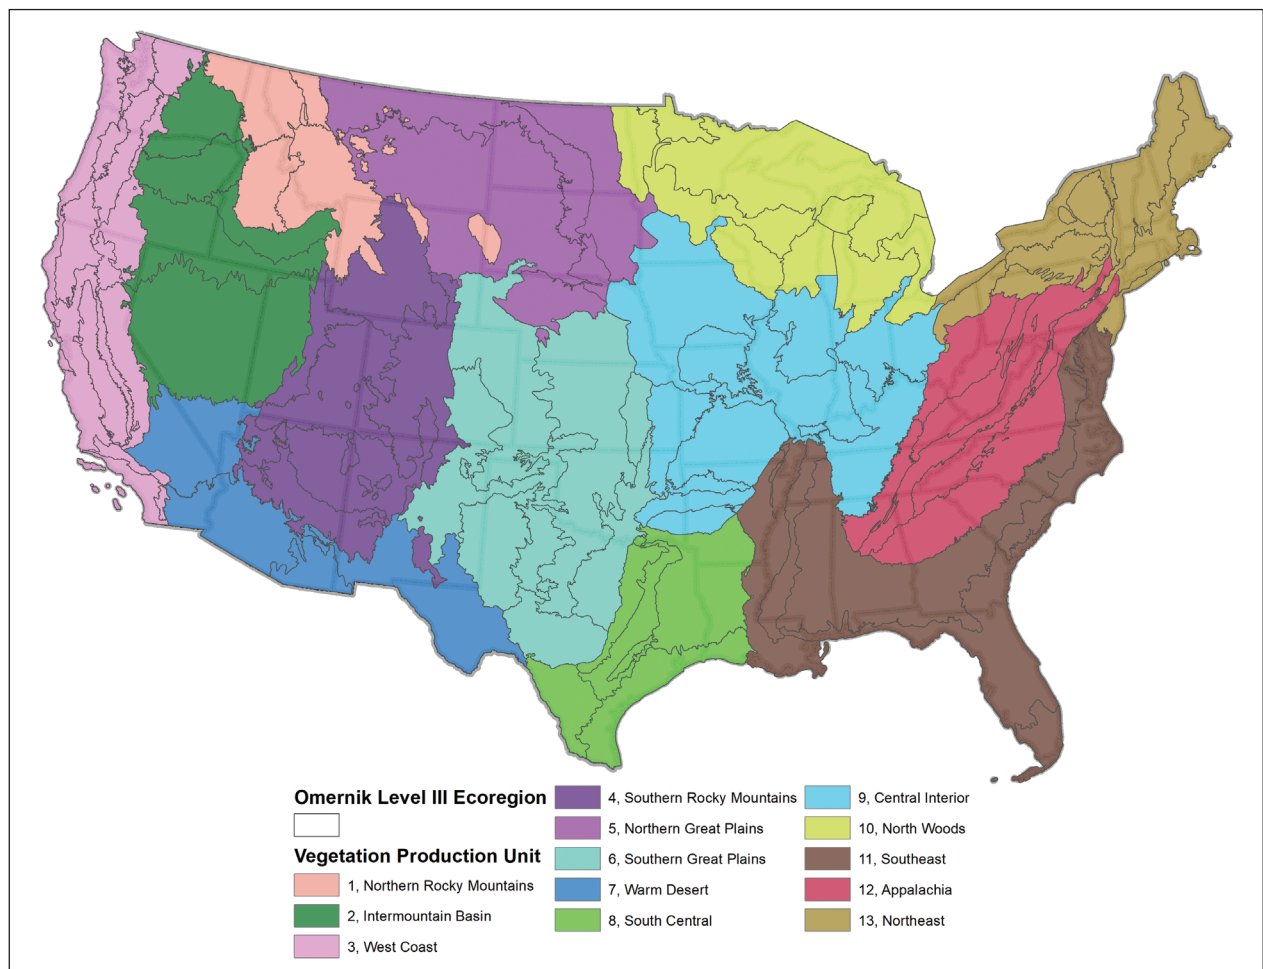 Omernik Level III Ecoregion
Vegetation Production Unit
1, Northern Rocky Mountains
2, Intermountain Basin
3, West Coast
4, Southern Rocky Mountains
5, Northern Great Plains
6, Southern Great Plains
7, Warm Desert
8, South Central
9, Central Interior
10, North Woods
11, Southeast
12, Appalachia
13, Northeast